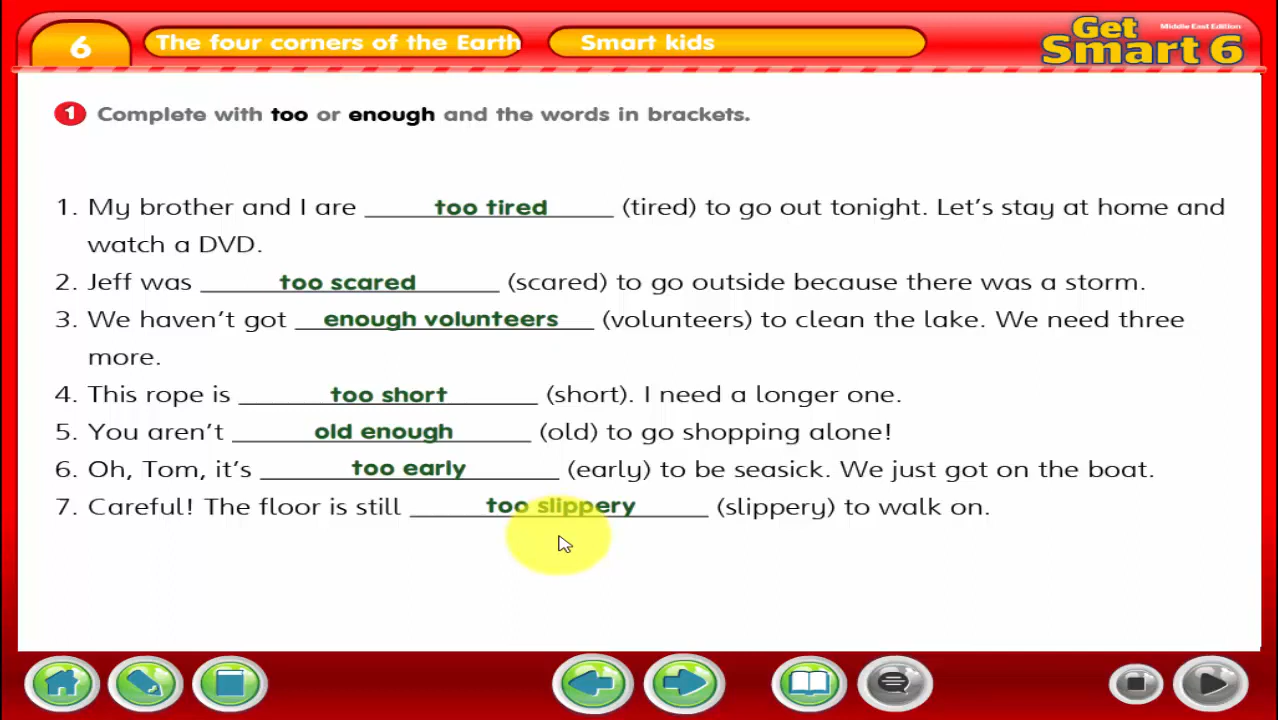 6 The four corners of the Earth Smart kids Get Smart 6 Middle East Edition
1 Complete with too or enough and the words in brackets.
1. My brother and I are too tired (tired) to go out tonight. Let's stay at home and
watch a DVD.
2. Jeff was too scared (scared) to go outside because there was a storm.
3. We haven't got enough volunteers (volunteers) to clean the lake. We need three
more.
4. This rope is too short (short). I need a longer one.
5. You aren't old enough (old) to go shopping alone!
6. Oh, Tom, it's too early (early) to be seasick. We just got on the boat.
7. Careful! The floor is still too slippery (slippery) to walk on.